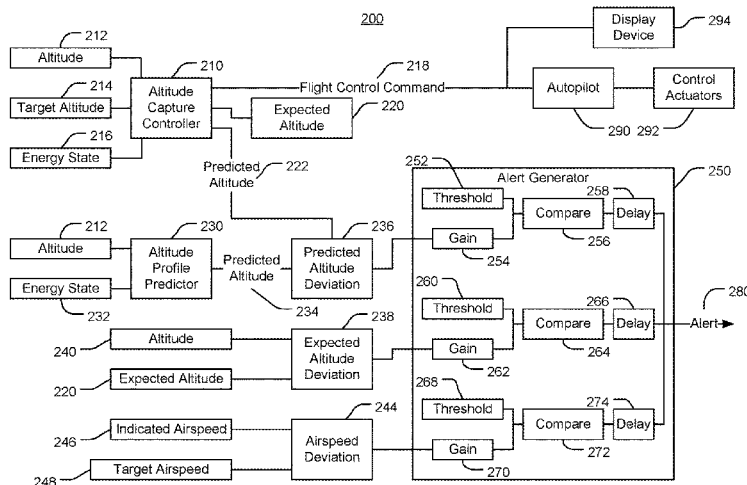 200
212
Altitude
214
Target Altitude
216
Energy State
210
Altitude
Capture
Controller
218
Flight Control Command
Expected
Altitude
220
Display
Device
294
Autopilot
290
Control
Actuators
292
Predicted
Altitude
222
212
Altitude
Energy State
232
230
Altitude
Profile
Predictor
Predicted
Altitude
234
236
Predicted
Altitude
Deviation
240
Altitude
220
Expected Altitude
238
Expected
Altitude
Deviation
246
Indicated Airspeed
248
Target Airspeed
244
Airspeed
Deviation
250
Alert Generator
252
Threshold
Gain
254
Compare
256
258
Delay
260
Threshold
Gain
262
Compare
264
266
Delay
268
Threshold
Gain
270
Compare
272
274
Delay
280
Alert